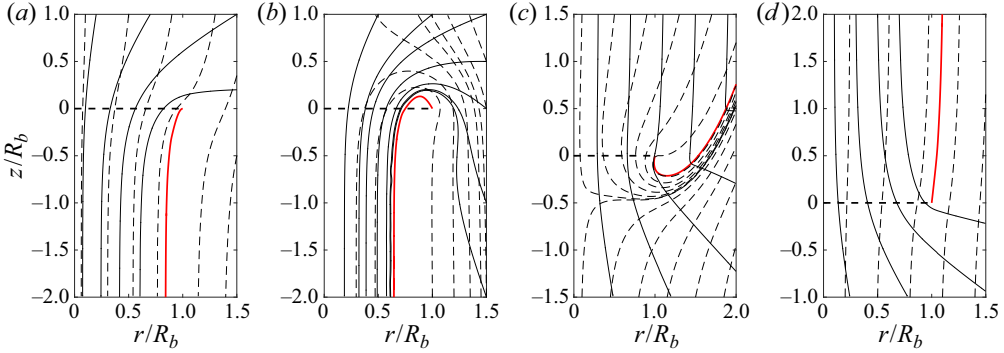 (a) (b) (c) (d)
1.0 1.0 1.5 2.0
0.5 0.5 1.0 1.5
0 0 0.5 1.0
−0.5 −0.5 0 0.5
−1.0 −1.0 −0.5 0
−1.5 −1.5 −1.0 −0.5
−2.0 −2.0 −1.5 −1.0
z/R_b
0 0.5 1.0 1.5 0 0.5 1.0 1.5 0 0.5 1.0 1.5 2.0 0 0.5 1.0 1.5
r/R_b r/R_b r/R_b r/R_b